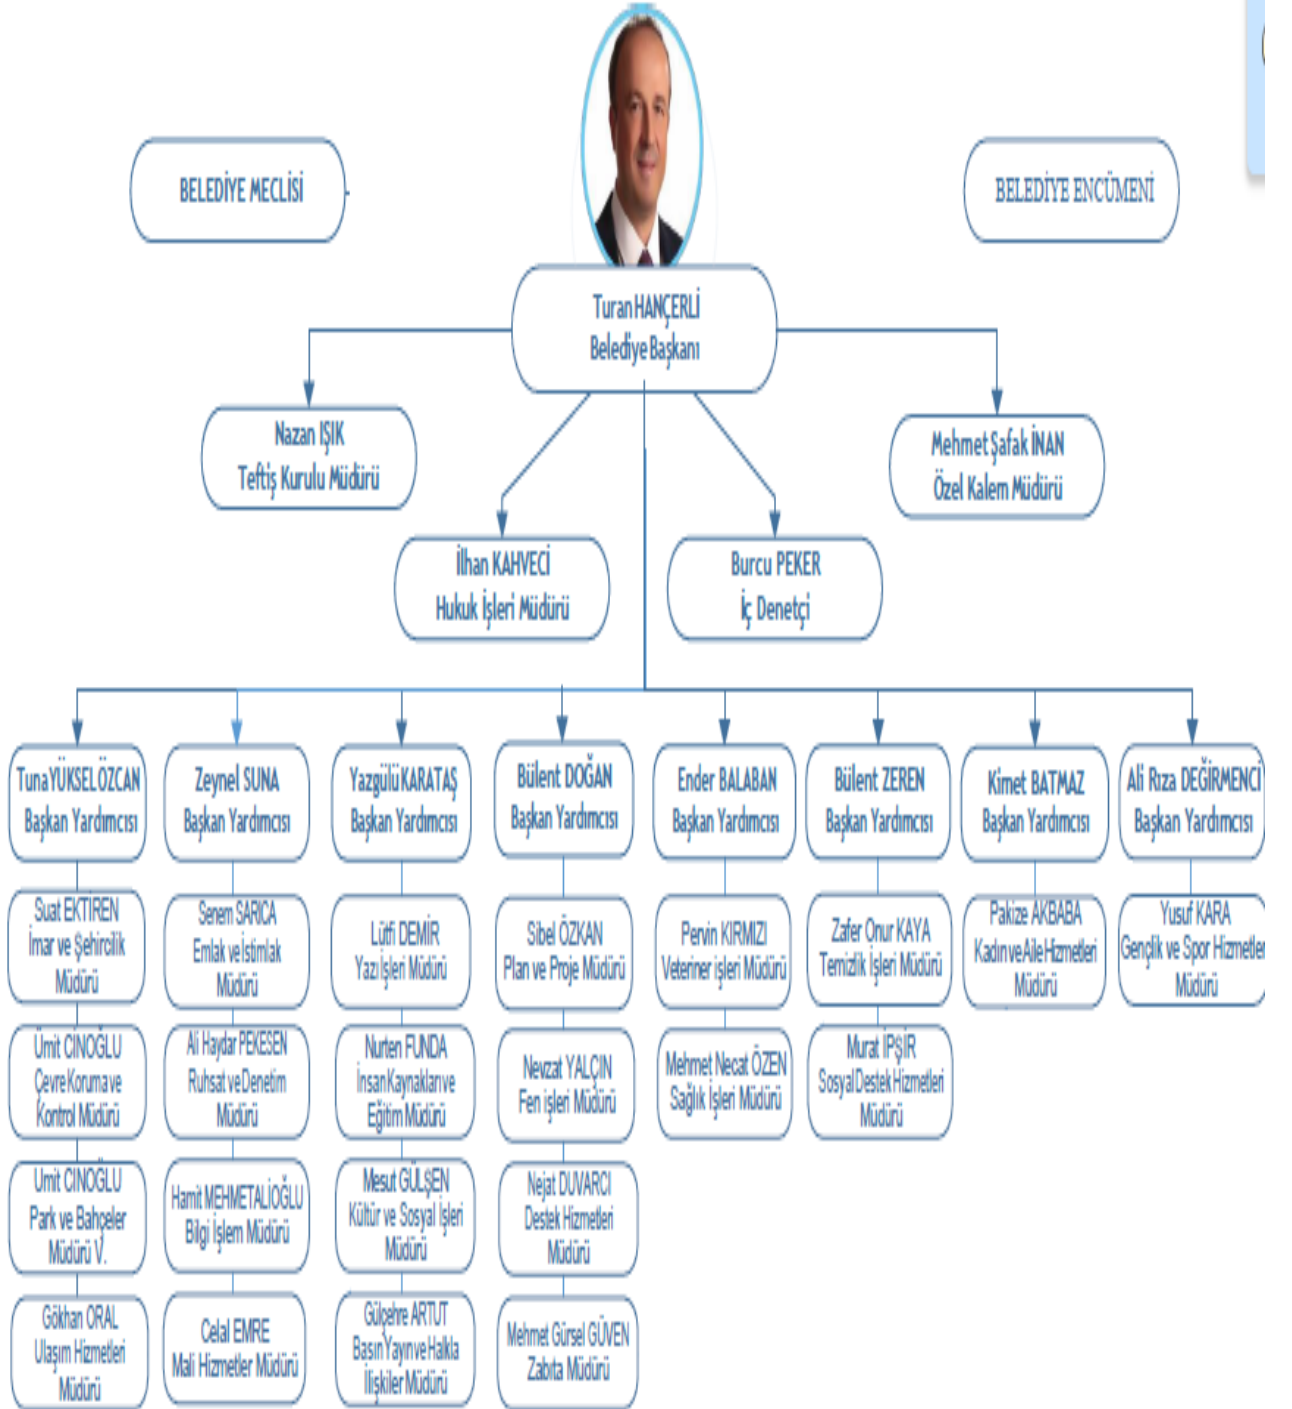 BELEDİYE MECLİSİ
BELEDİYE ENCÜMENİ
Turan HANÇERLİ
Belediye Başkanı
Nazan IŞIK
Teftiş Kurulu Müdürü
Mehmet Şafak İNAN
Özel Kalem Müdürü
İlhan KAHVECİ
Hukuk İşleri Müdürü
Burcu PEKER
İç Denetçi
Tuna YÜKSEL ÖZCAN
Başkan Yardımcısı
Zeynel SUNA
Başkan Yardımcısı
Yazgülü KARATAŞ
Başkan Yardımcısı
Bülent DOĞAN
Başkan Yardımcısı
Ender BALABAN
Başkan Yardımcısı
Bülent ZEREN
Başkan Yardımcısı
Kimet BATMAZ
Başkan Yardımcısı
Ali Rıza DEĞİRMENCİ
Başkan Yardımcısı
Suat EKTİREN
İmar ve Şehircilik
Müdürü
Senem SARICA
Emlak ve İstimlak
Müdürü
Lütfi DEMİR
Yazı İşleri Müdürü
Sibel ÖZKAN
Plan ve Proje Müdürü
Pervin KIRMIZI
Veteriner işleri Müdürü
Zafer Onur KAYA
Temizlik İşleri Müdürü
Pakize AKBABA
Kadın ve Aile Hizmetleri
Müdürü
Yusuf KARA
Gençlik ve Spor Hizmetler
Müdürü
Ümit CİNOĞLU
Çevre Koruma ve
Kontrol Müdürü
Ali Haydar PEKESEN
Ruhsat ve Denetim
Müdürü
Nurten FUNDA
İnsan Kaynakları ve
Eğitim Müdürü
Nevzat YALÇIN
Fen işleri Müdürü
Mehmet Necat ÖZEN
Sağlık İşleri Müdürü
Murat İPŞİR
Sosyal Destek Hizmetleri
Müdürü
Ümit CİNOĞLU
Park ve Bahçeler
Müdürü V.
Hamit MEHMETALİOĞLU
Bilgi İşlem Müdürü
Mesut GÜLŞEN
Kültür ve Sosyal İşleri
Müdürü
Nejat DUVARCI
Destek Hizmetleri
Müdürü
Gökhan ORAL
Ulaşım Hizmetleri
Müdürü
Celal EMRE
Mali Hizmetler Müdürü
Gülçehre ARTUT
Basın Yayın ve Halkla
İlişkiler Müdürü
Mehmet Gürsel GÜVEN
Zabıta Müdürü